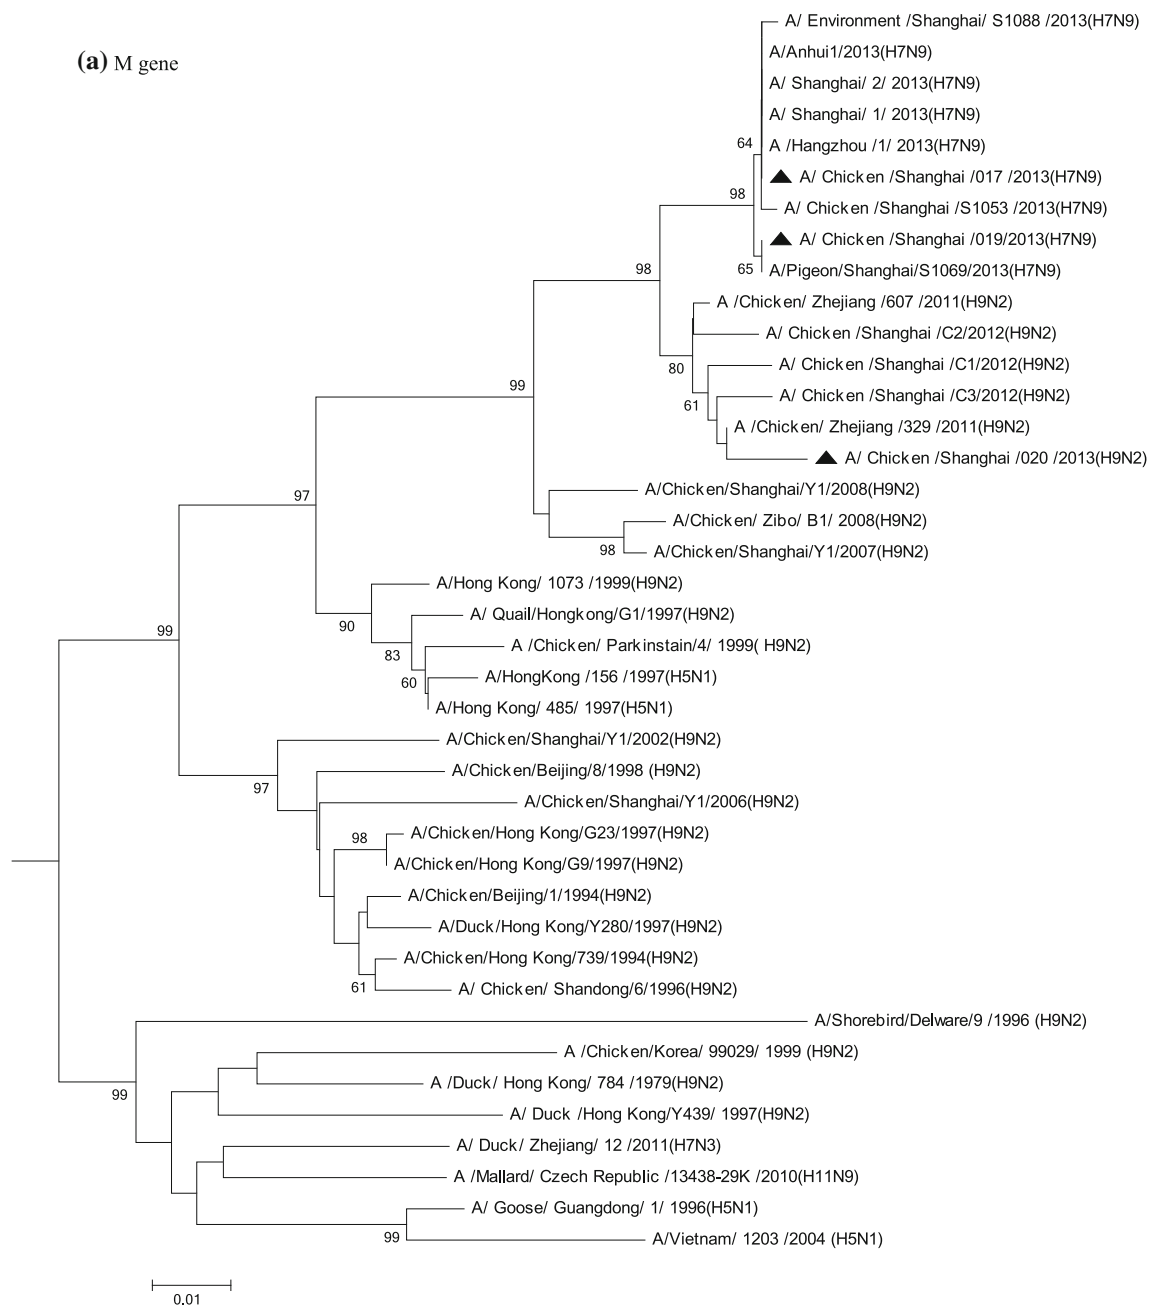 A/ Environment /Shanghai/ S1088 /2013(H7N9)
(a) M gene
A/Anhui1/2013(H7N9)
A/ Shanghai/ 2/ 2013(H7N9)
A/ Shanghai/ 1/ 2013(H7N9)
64
A /Hangzhou /1/ 2013(H7N9)
A/ Chicken /Shanghai /017 /2013(H7N9)
98
A/ Chicken /Shanghai /S1053 /2013(H7N9)
A/ Chicken /Shanghai /019/2013(H7N9)
98
65
A/Pigeon/Shanghai/S1069/2013(H7N9)
A /Chicken/ Zhejiang /607 /2011(H9N2)
A/ Chicken /Shanghai /C2/2012(H9N2)
80
A/ Chicken /Shanghai /C1/2012(H9N2)
99
61
A/ Chicken /Shanghai /C3/2012(H9N2)
A /Chicken/ Zhejiang /329 /2011(H9N2)
A/ Chicken /Shanghai /020 /2013(H9N2)
97
A/Chicken/Shanghai/Y1/2008(H9N2)
A/Chicken/ Zibo/ B1/ 2008(H9N2)
98
A/Chicken/Shanghai/Y1/2007(H9N2)
A/Hong Kong/ 1073 /1999(H9N2)
A/ Quail/Hongkong/G1/1997(H9N2)
90
99
A /Chicken/ Parkinstain/4/ 1999( H9N2)
83
A/HongKong /156 /1997(H5N1)
60
A/Hong Kong/ 485/ 1997(H5N1)
A/Chicken/Shanghai/Y1/2002(H9N2)
A/Chicken/Beijing/8/1998 (H9N2)
97
A/Chicken/Shanghai/Y1/2006(H9N2)
98
A/Chicken/Hong Kong/G23/1997(H9N2)
A/Chicken/Hong Kong/G9/1997(H9N2)
A/Chicken/Beijing/1/1994(H9N2)
A/Duck/Hong Kong/Y280/1997(H9N2)
A/Chicken/Hong Kong/739/1994(H9N2)
61
A/ Chicken/ Shandong/6/1996(H9N2)
A/Shorebird/Delware/9 /1996 (H9N2)
A /Chicken/Korea/ 99029/ 1999 (H9N2)
A /Duck/ Hong Kong/ 784 /1979(H9N2)
99
A/ Duck /Hong Kong/Y439/ 1997(H9N2)
A/ Duck/ Zhejiang/ 12 /2011(H7N3)
A /Mallard/ Czech Republic /13438-29K /2010(H11N9)
A/ Goose/ Guangdong/ 1/ 1996(H5N1)
99
A/Vietnam/ 1203 /2004 (H5N1)
0.01